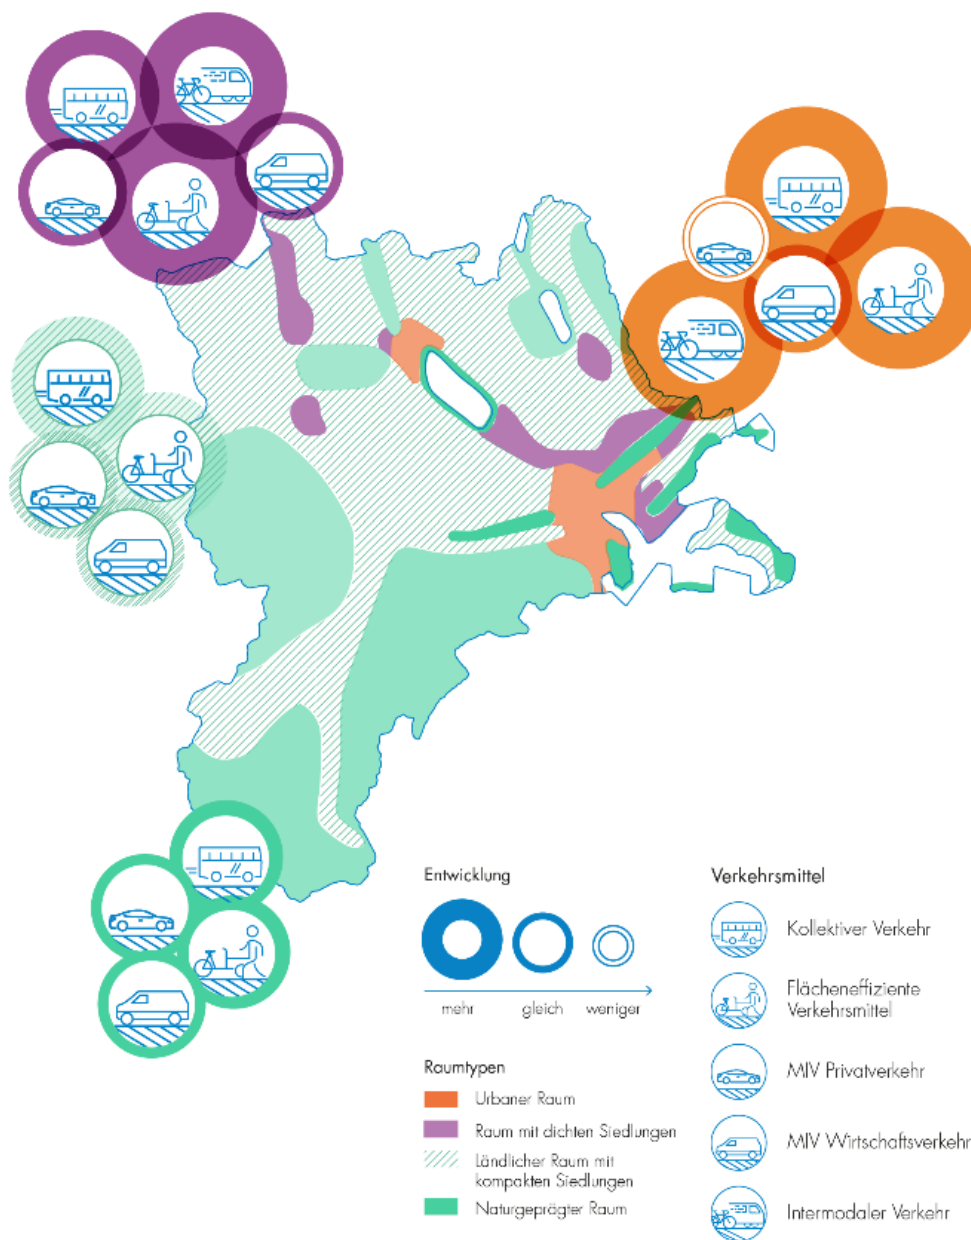 Entwicklung
mehr
gleich
weniger
Raumtypen
Urbaner Raum
Raum mit dichten Siedlungen
Ländlicher Raum mit
kompakten Siedlungen
Naturgeprägter Raum
Verkehrsmittel
Kollektiver Verkehr
Flächeneffiziente
Verkehrsmittel
MIV Privatverkehr
MIV Wirtschaftsverkehr
Intermodaler Verkehr